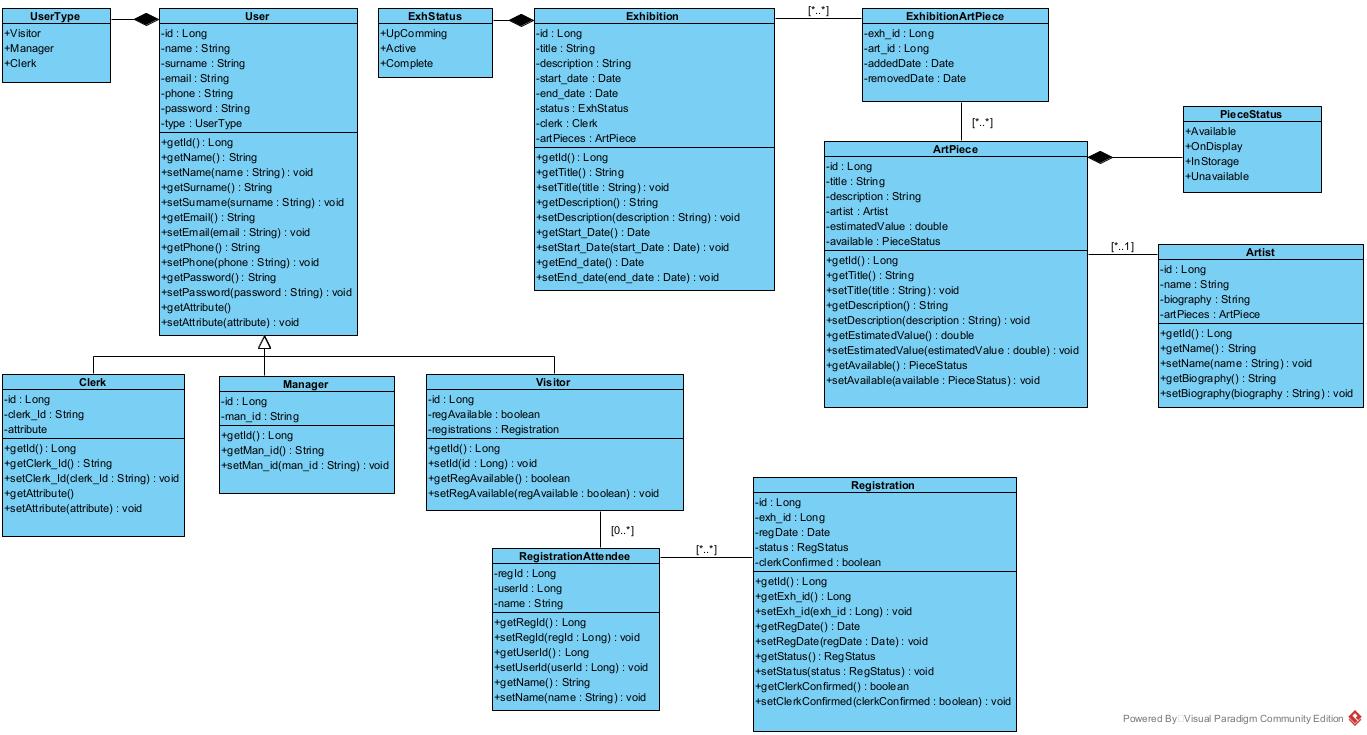 UserType
+Visitor
+Manager
+Clerk
User
-id : Long
-name : String
-surname : String
-email : String
-phone : String
-password : String
-type : UserType
+getId() : Long
+getName() : String
+setName(name : String) : void
+getSurname() : String
+setSurname(surname : String) : void
+getEmail() : String
+setEmail(email : String) : void
+getPhone() : String
+setPhone(phone : String) : void
+getPassword() : String
+setPassword(password : String) : void
+getAttribute()
+setAttribute(attribute) : void
ExhStatus
+UpComming
+Active
+Complete
Exhibition
-id : Long
-title : String
-description : String
-start_date : Date
-end_date : Date
-status : ExhStatus
-clerk : Clerk
-artPieces : ArtPiece
+getId() : Long
+getTitle() : String
+setTitle(title : String) : void
+getDescription() : String
+setDescription(description : String) : void
+getStart_Date() : Date
+setStart_Date(start_Date : Date) : void
+getEnd_date() : Date
+setEnd_date(end_date : Date) : void
[*..*]
ExhibitionArtPiece
-exh_id : Long
-art_id : Long
-addedDate : Date
-removedDate : Date
[*..*]
PieceStatus
+Available
+OnDisplay
+InStorage
+Unavailable
ArtPiece
-id : Long
-title : String
-description : String
-artist : Artist
-estimatedValue : double
-available : PieceStatus
+getId() : Long
+getTitle() : String
+setTitle(title : String) : void
+getDescription() : String
+setDescription(description : String) : void
+getEstimatedValue() : double
+setEstimatedValue(estimatedValue : double) : void
+getAvailable() : PieceStatus
+setAvailable(available : PieceStatus) : void
[*..1]
Artist
-id : Long
-name : String
-biography : String
-artPieces : ArtPiece
+getId() : Long
+getName() : String
+setName(name : String) : void
+getBiography() : String
+setBiography(biography : String) : void
Clerk
-id : Long
-clerk_Id : String
-attribute
+getId() : Long
+getClerk_Id() : String
+setClerk_Id(clerk_Id : String) : void
+getAttribute()
+setAttribute(attribute) : void
Manager
-id : Long
-man_id : String
+getId() : Long
+getMan_id() : String
+setMan_id(man_id : String) : void
Visitor
-id : Long
-regAvailable : boolean
-registrations : Registration
+getId() : Long
+setId(id : Long) : void
+getRegAvailable() : boolean
+setRegAvailable(regAvailable : boolean) : void
[0..*]
RegistrationAttendee
-regId : Long
-userId : Long
-name : String
+getRegId() : Long
+setRegId(regId : Long) : void
+getUserId() : Long
+setUserId(userId : Long) : void
+getName() : String
+setName(name : String) : void
[*..*]
Registration
-id : Long
-exh_id : Long
-regDate : Date
-status : RegStatus
-clerkConfirmed : boolean
+getId() : Long
+getExh_id() : Long
+setExh_id(exh_id : Long) : void
+getRegDate() : Date
+setRegDate(regDate : Date) : void
+getStatus() : RegStatus
+setStatus(status : RegStatus) : void
+getClerkConfirmed() : boolean
+setClerkConfirmed(clerkConfirmed : boolean) : void
Powered By Visual Paradigm Community Edition